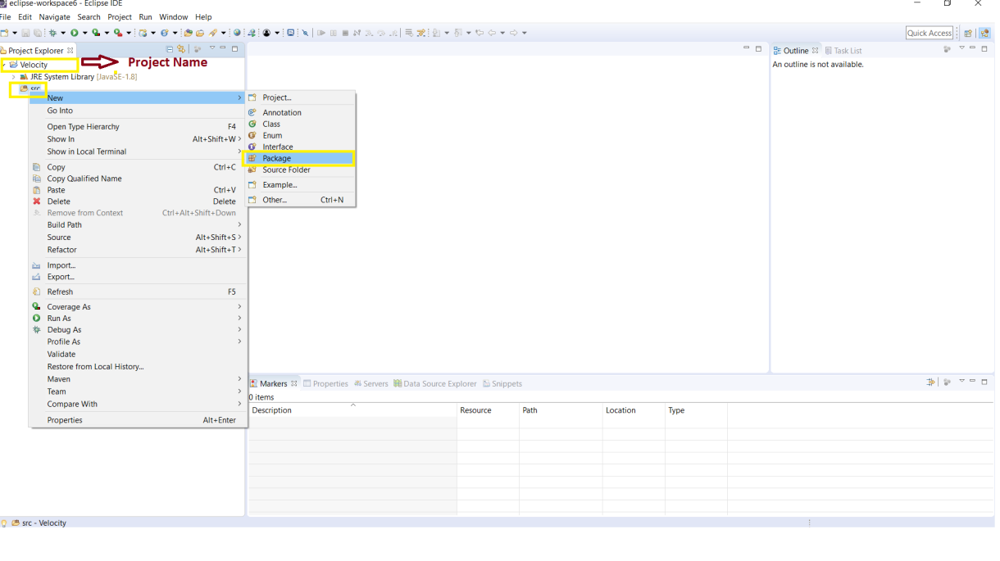 eclipse-workspace6 - Eclipse IDE
File Edit Navigate Search Project Run Window Help
Quick Access
Project Explorer
Velocity
Project Name
JRE System Library [JavaSE-1.8]
src
New
Go Into
Open Type Hierarchy F4
Show In Alt+Shift+W >
Show in Local Terminal >
Copy Ctrl+C
Copy Qualified Name
Paste Ctrl+V
Delete Delete
Remove from Context Ctrl+Alt+Shift+Down
Build Path >
Source Alt+Shift+S >
Refactor Alt+Shift+T >
Import...
Export...
Refresh F5
Coverage As >
Run As >
Debug As >
Profile As >
Validate
Restore from Local History...
Maven >
Team >
Compare With >
Properties Alt+Enter
Project...
Annotation
Class
Enum
Interface
Package
Source Folder
Example...
Other... Ctrl+N
Outline Task List
An outline is not available.
Markers Properties Servers Data Source Explorer Snippets
0 items
Description Resource Path Location Type
src - Velocity